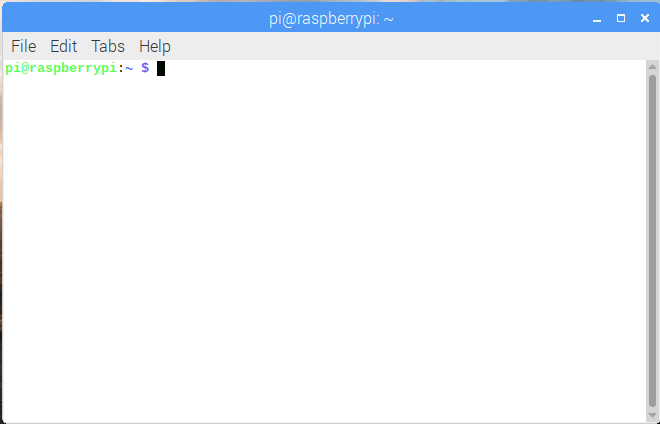 pi@raspberrypi: ~
File Edit Tabs Help
pi@raspberrypi:~ $